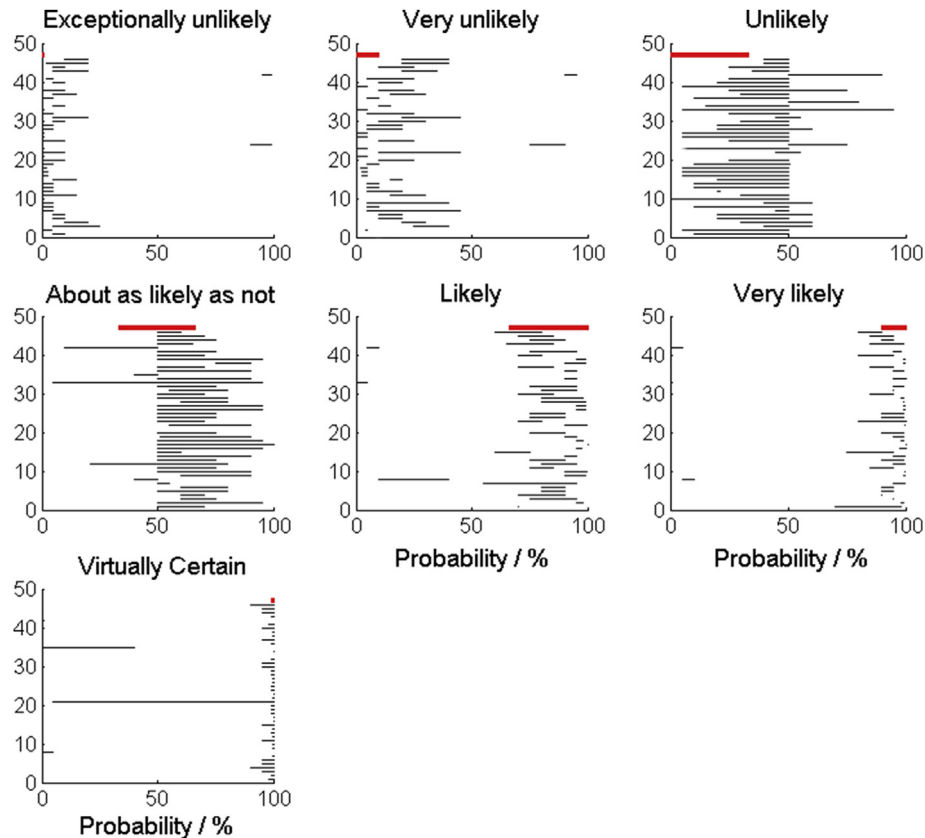 Exceptionally unlikely
50
40
30
20
10
0
0 50 100
Very unlikely
50
40
30
20
10
0
0 50 100
Unlikely
50
40
30
20
10
0
0 50 100
About as likely as not
50
40
30
20
10
0
0 50 100
Likely
50
40
30
20
10
0
0 50 100
Probability / %
Very likely
50
40
30
20
10
0
0 50 100
Probability / %
Virtually Certain
50
40
30
20
10
0
0 50 100
Probability / %